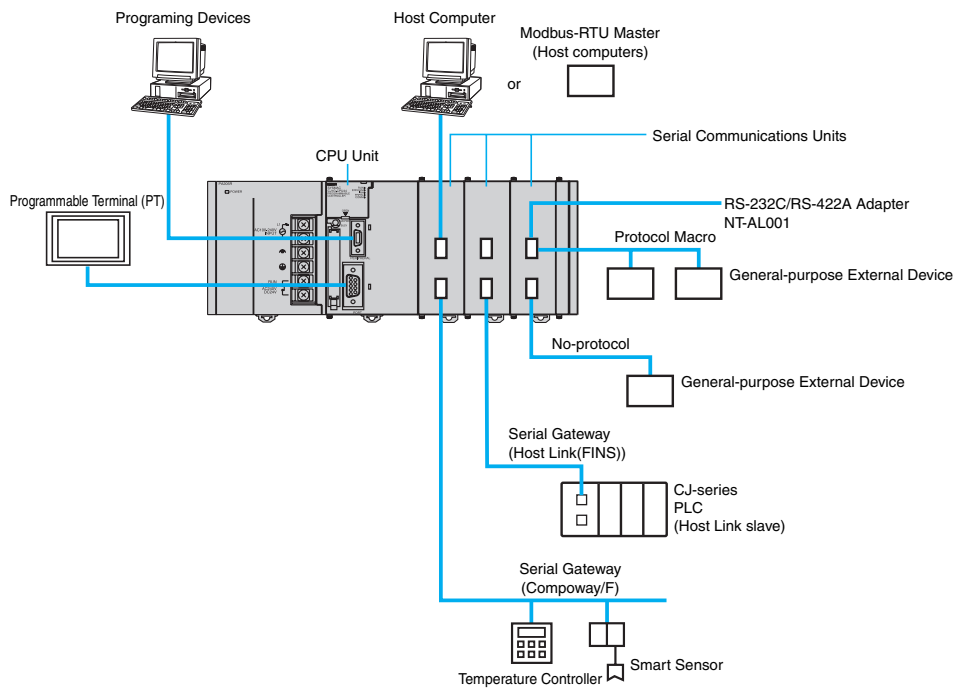 Programing Devices
Host Computer
Modbus-RTU Master
(Host computers)
or
Serial Communications Units
CPU Unit
Programmable Terminal (PT)
POWER
RS-232C/RS-422A Adapter
NT-AL001
Protocol Macro
General-purpose External Device
No-protocol
General-purpose External Device
Serial Gateway
(Host Link(FINS))
CJ-series
PLC
(Host Link slave)
Serial Gateway
(Compoway/F)
Temperature Controller
Smart Sensor